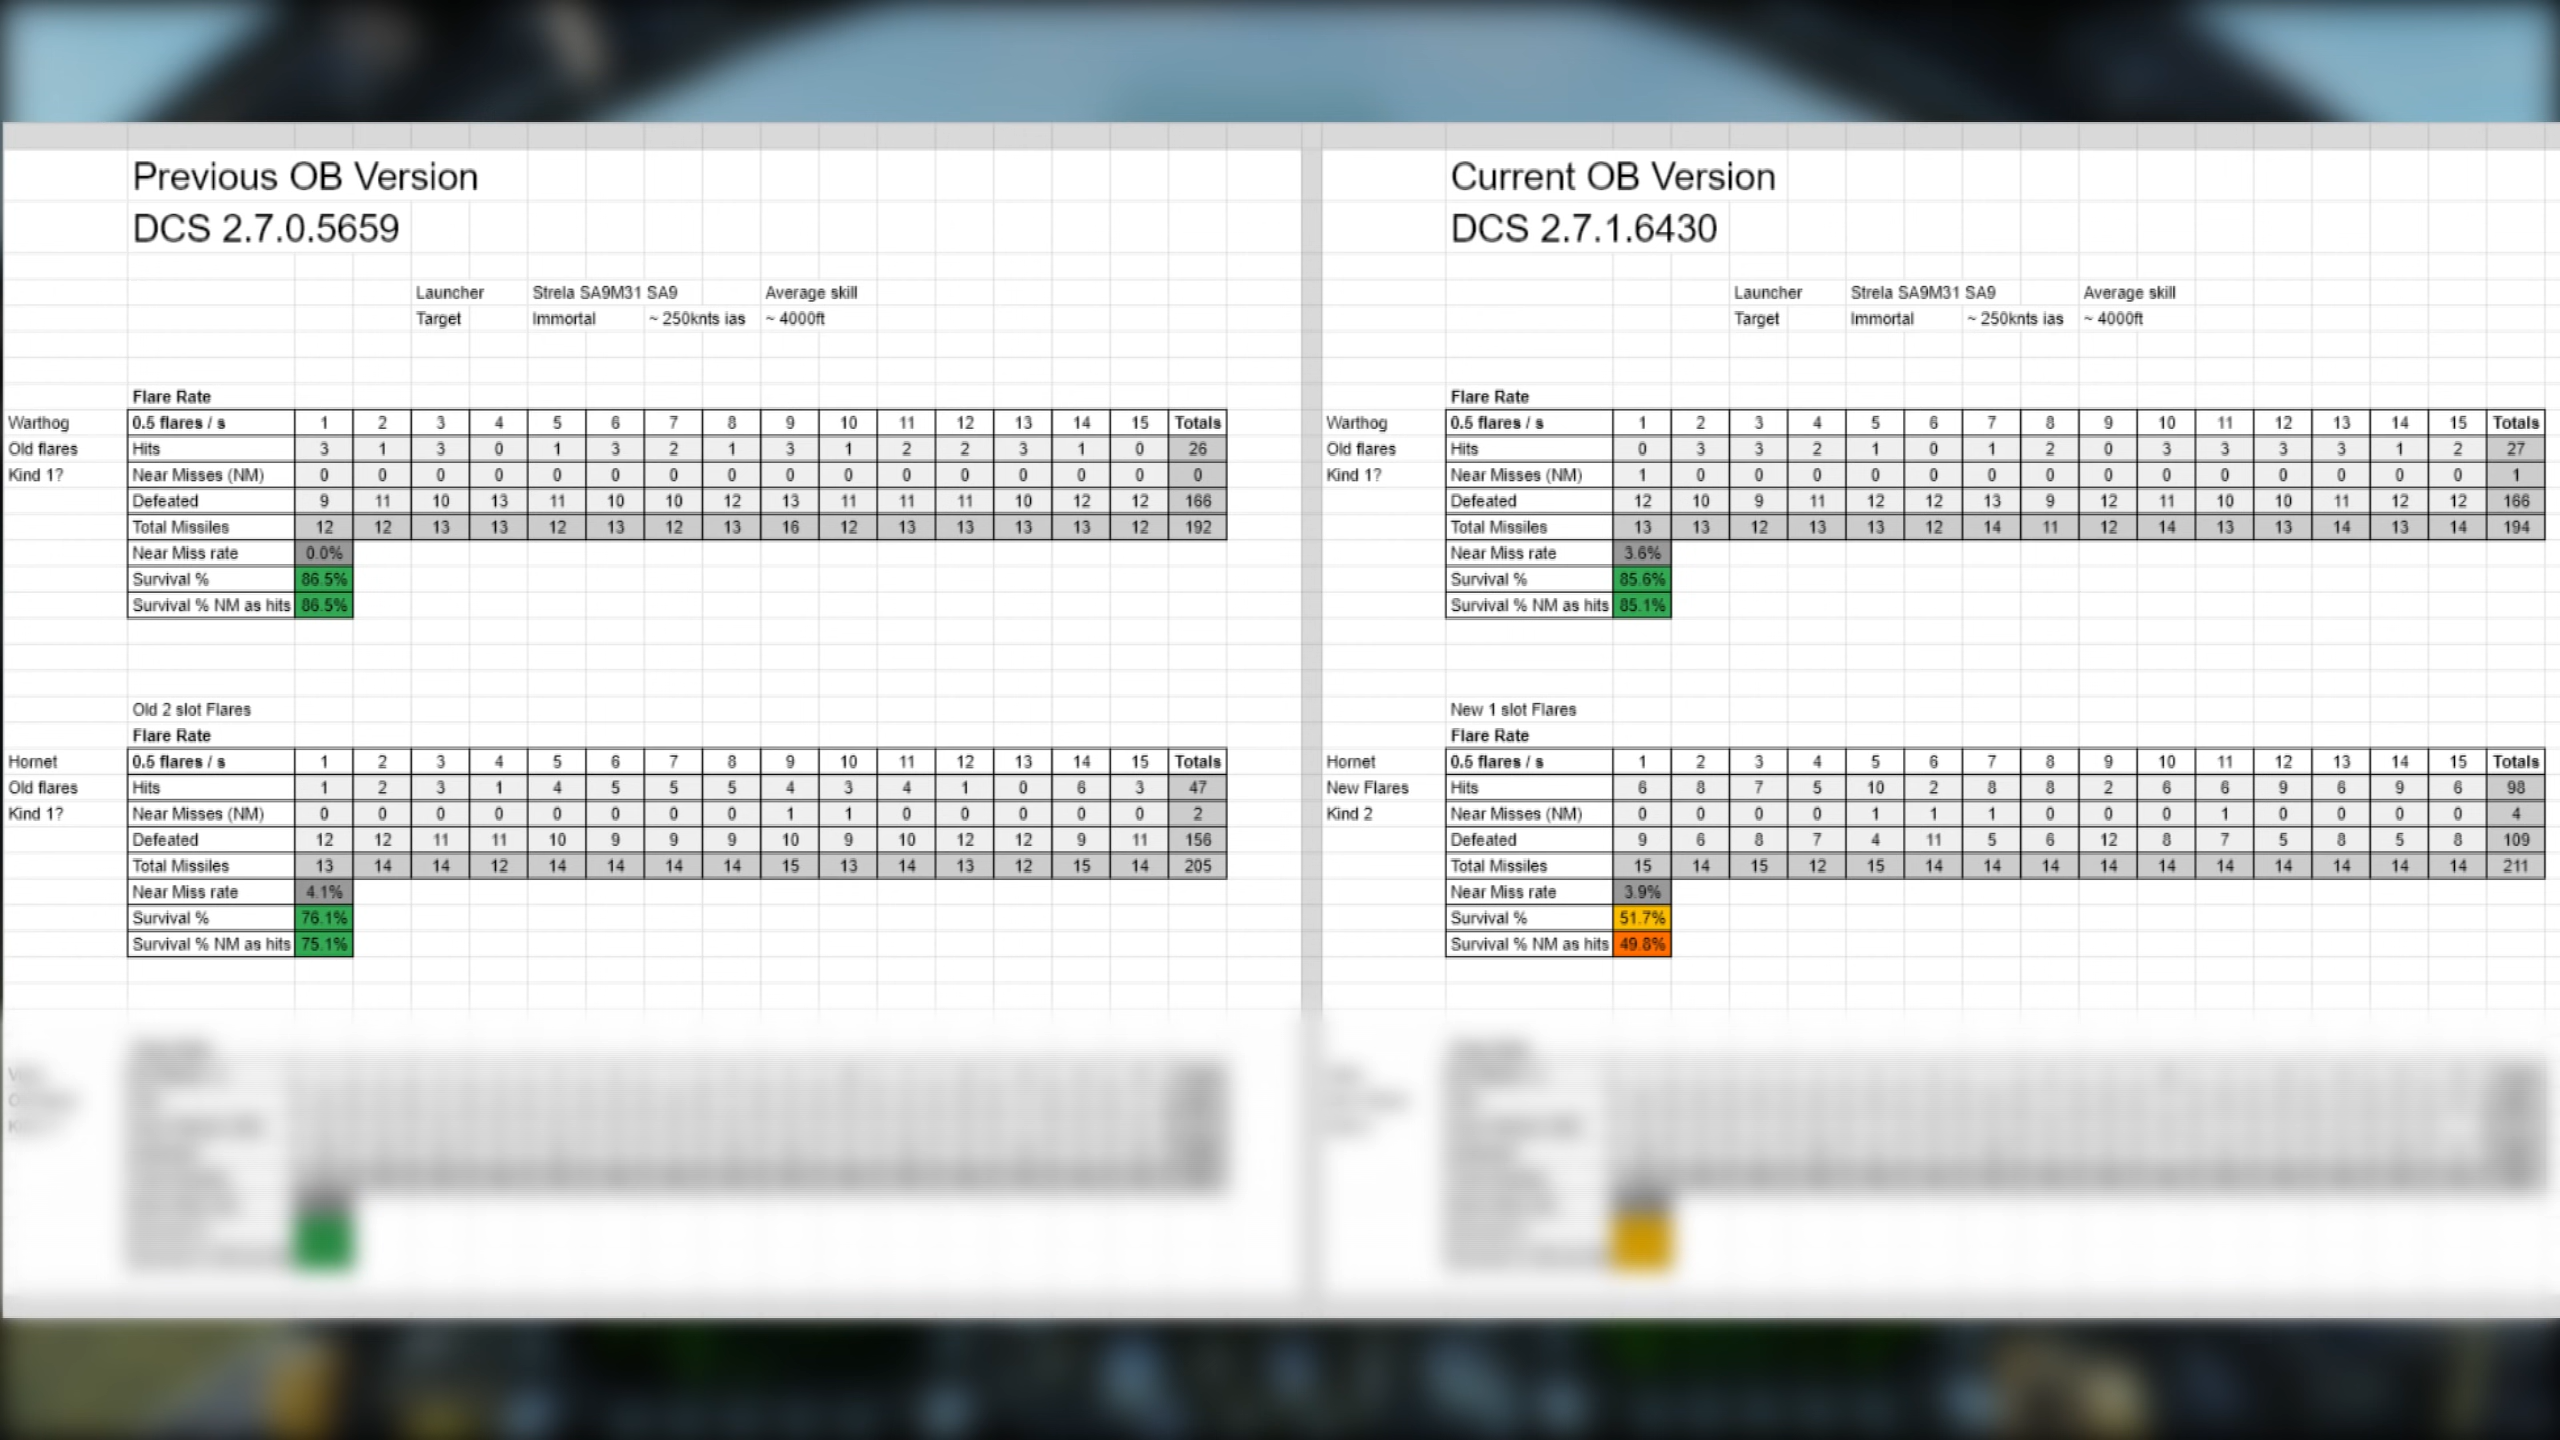 Previous OB Version
DCS 2.7.0.5659
Launcher Strela SA9M31 SA9 Average skill
Target Immortal ~ 250knts ias ~ 4000ft
Flare Rate
Warthog 0.5 flares / s 1 2 3 4 5 6 7 8 9 10 11 12 13 14 15 Totals
Old flares Hits 3 1 3 0 1 3 2 1 3 1 2 2 3 1 0 26
Kind 1? Near Misses (NM) 0 0 0 0 0 0 0 0 0 0 0 0 0 0 0 0
Defeated 9 11 10 13 11 10 10 12 13 11 11 11 10 12 12 166
Total Missiles 12 12 13 13 12 13 12 13 16 12 13 13 13 13 12 192
Near Miss rate 0.0%
Survival % 86.5%
Survival % NM as hits 86.5%
Old 2 slot Flares
Flare Rate
Hornet 0.5 flares / s 1 2 3 4 5 6 7 8 9 10 11 12 13 14 15 Totals
Old flares Hits 1 2 3 1 4 5 5 5 4 3 4 1 0 6 3 47
Kind 1? Near Misses (NM) 0 0 0 0 0 0 0 0 1 1 0 0 0 0 0 2
Defeated 12 12 11 11 10 9 9 9 10 9 10 12 12 9 11 156
Total Missiles 13 14 14 12 14 14 14 14 15 13 14 13 12 15 14 205
Near Miss rate 4.1%
Survival % 76.1%
Survival % NM as hits 75.1%
Current OB Version
DCS 2.7.1.6430
Launcher Strela SA9M31 SA9 Average skill
Target Immortal ~ 250knts ias ~ 4000ft
Flare Rate
Warthog 0.5 flares / s 1 2 3 4 5 6 7 8 9 10 11 12 13 14 15 Totals
Old flares Hits 0 3 3 2 1 0 1 2 0 3 3 3 3 1 2 27
Kind 1? Near Misses (NM) 1 0 0 0 0 0 0 0 0 0 0 0 0 0 0 1
Defeated 12 10 9 11 12 12 13 9 12 11 10 10 11 12 12 166
Total Missiles 13 13 12 13 13 12 14 11 12 14 13 13 14 13 14 194
Near Miss rate 3.6%
Survival % 85.6%
Survival % NM as hits 85.1%
New 1 slot Flares
Flare Rate
Hornet 0.5 flares / s 1 2 3 4 5 6 7 8 9 10 11 12 13 14 15 Totals
New Flares Hits 6 8 7 5 10 2 8 8 2 6 6 9 6 9 6 98
Kind 2 Near Misses (NM) 0 0 0 0 1 1 1 0 0 0 1 0 0 0 0 4
Defeated 9 6 8 7 4 11 5 6 12 8 7 5 8 5 8 109
Total Missiles 15 14 15 12 15 14 14 14 14 14 14 14 14 14 14 211
Near Miss rate 3.9%
Survival % 51.7%
Survival % NM as hits 49.8%